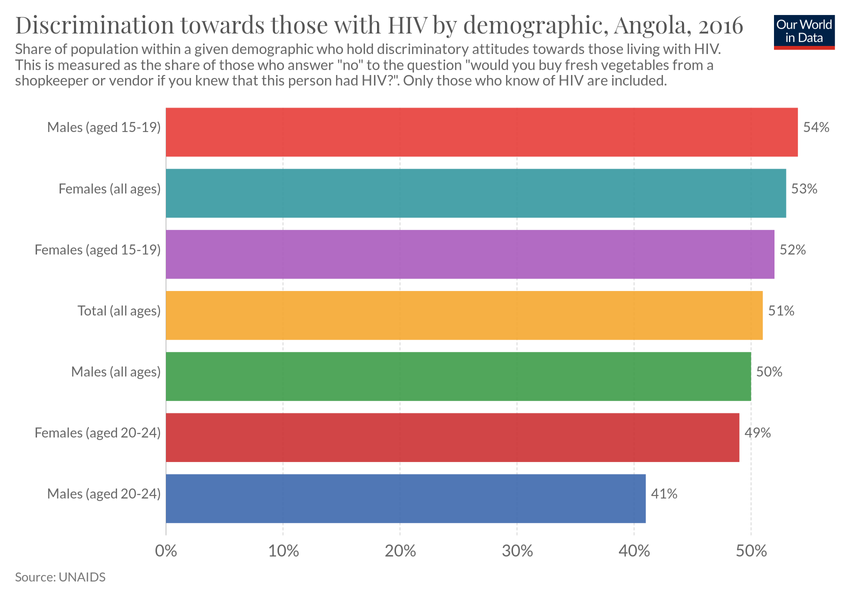 Discrimination towards those with HIV by demographic, Angola, 2016
Our World
in Data
Share of population within a given demographic who hold discriminatory attitudes towards those living with HIV.
This is measured as the share of those who answer "no" to the question "would you buy fresh vegetables from a
shopkeeper or vendor if you knew that this person had HIV?". Only those who know of HIV are included.
Males (aged 15-19) 54%
Females (all ages) 53%
Females (aged 15-19) 52%
Total (all ages) 51%
Males (all ages) 50%
Females (aged 20-24) 49%
Males (aged 20-24) 41%
0% 10% 20% 30% 40% 50%
Source: UNAIDS